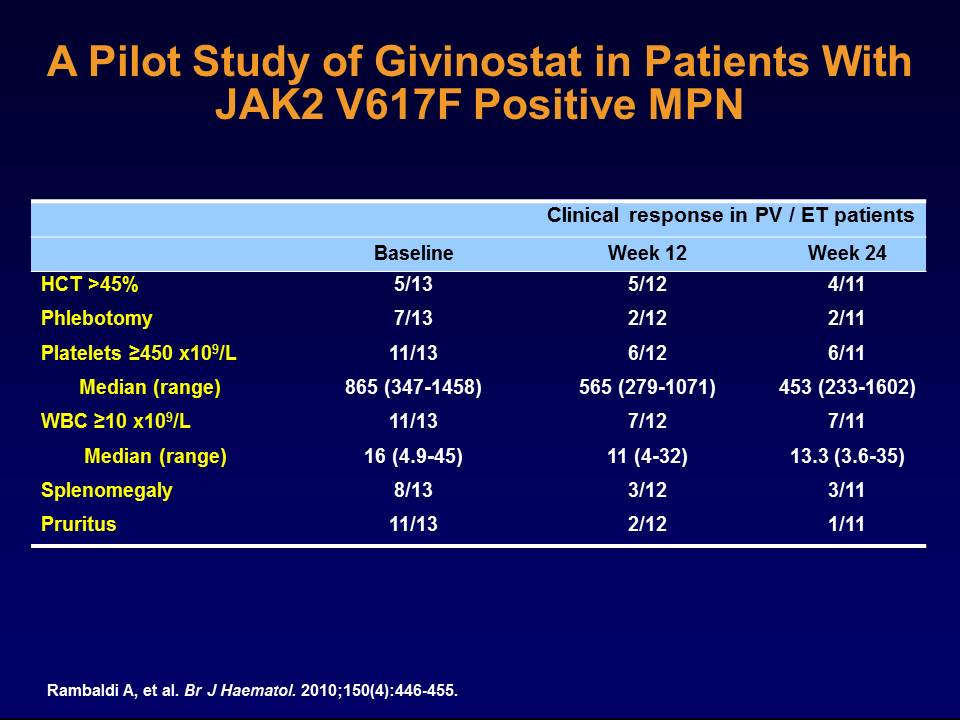 A Pilot Study of Givinostat in Patients With
JAK2 V617F Positive MPN
Clinical response in PV / ET patients
Baseline Week 12 Week 24
HCT >45% 5/13 5/12 4/11
Phlebotomy 7/13 2/12 2/11
Platelets ≥450 x10⁹/L 11/13 6/12 6/11
Median (range) 865 (347-1458) 565 (279-1071) 453 (233-1602)
WBC ≥10 x10⁹/L 11/13 7/12 7/11
Median (range) 16 (4.9-45) 11 (4-32) 13.3 (3.6-35)
Splenomegaly 8/13 3/12 3/11
Pruritus 11/13 2/12 1/11
Rambaldi A, et al. Br J Haematol. 2010;150(4):446-455.